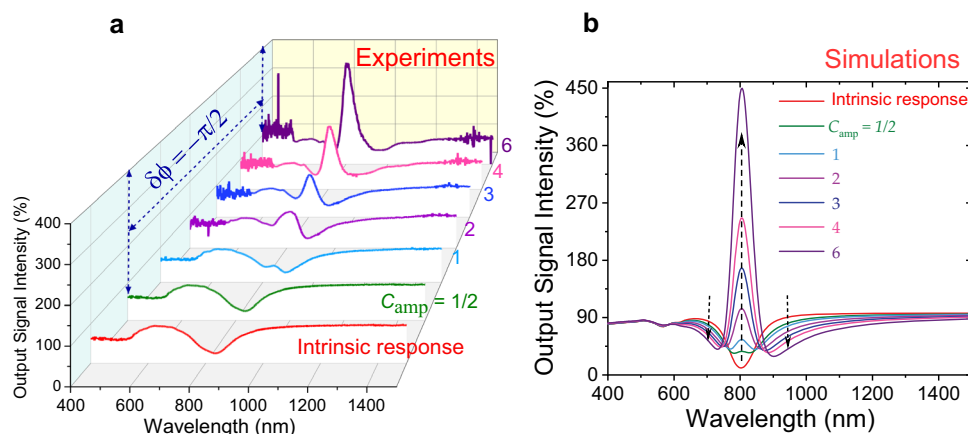 a
Experiments
δϕ = −π/2
Output Signal Intensity (%)
400
300
250
200
150
100
50
0
6
4
3
2
1
C_amp = 1/2
Intrinsic response
400 600 800 1000 1200 1400
Wavelength (nm)
b
Simulations
Output Signal Intensity (%)
450
360
270
180
90
0
Intrinsic response
C_amp = 1/2
1
2
3
4
6
400 600 800 1000 1200 1400
Wavelength (nm)